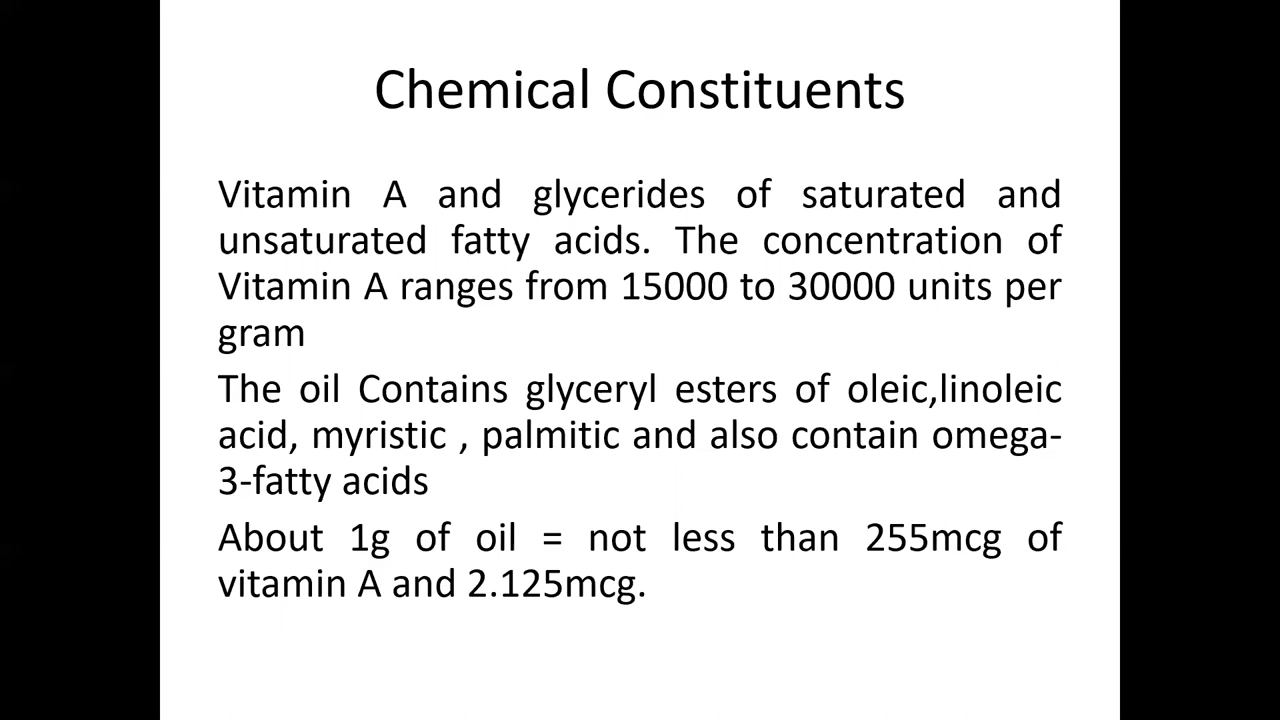 Chemical Constituents
Vitamin A and glycerides of saturated and
unsaturated fatty acids. The concentration of
Vitamin A ranges from 15000 to 30000 units per
gram
The oil Contains glyceryl esters of oleic,linoleic
acid, myristic , palmitic and also contain omega-
3-fatty acids
About 1g of oil = not less than 255mcg of
vitamin A and 2.125mcg.